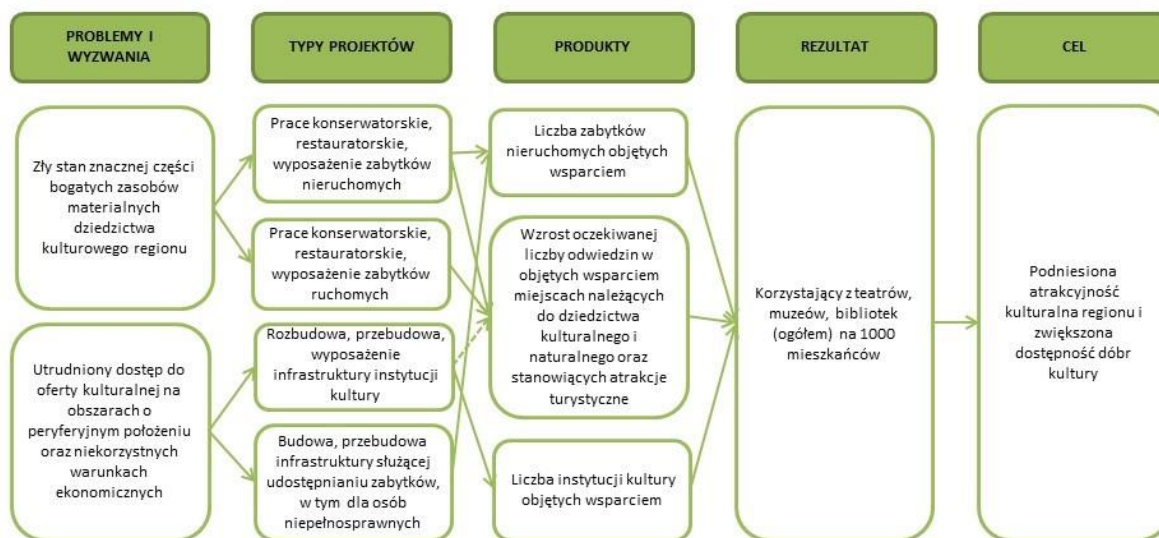 PROBLEMY I
WYZWANIA
TYPY PROJEKTÓW
PRODUKTY
REZULTAT
CEL
Zły stan znacznej części
bogatych zasobów
materialnych
dziedzictwa
kulturowego regionu
Utrudniony dostęp do
oferty kulturalnej na
obszarach o
peryferyjnym położeniu
oraz niekorzystnych
warunkach
ekonomicznych
Prace konserwatorskie,
restauratorskie,
wyposażenie zabytków
nieruchomych
Prace konserwatorskie,
restauratorskie,
wyposażenie zabytków
ruchomych
Rozbudowa, przebudowa,
wyposażenie
infrastruktury instytucji
kultury
Budowa, przebudowa
infrastruktury służącej
udostępnianiu zabytków,
w tym dla osób
niepełnosprawnych
Liczba zabytków
nieruchomych objętych
wsparciem
Wzrost oczekiwanej
liczby odwiedzin w
objętych wsparciem
miejscach należących
do dziedzictwa
kulturalnego i
naturalnego oraz
stanowiących atrakcje
turystyczne
Liczba instytucji kultury
objętych wsparciem
Korzystający z teatrów,
muzeów, bibliotek
(ogółem) na 1000
mieszkańców
Podniesiona
atrakcyjność
kulturalna regionu i
zwiększona
dostępność dóbr
kultury